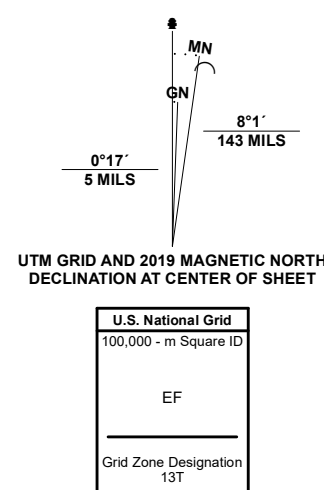 MN
GN
8°1´
143 MILS
0°17´
5 MILS
UTM GRID AND 2019 MAGNETIC NORTH
DECLINATION AT CENTER OF SHEET
U.S. National Grid
100,000 - m Square ID
EF
Grid Zone Designation
13T